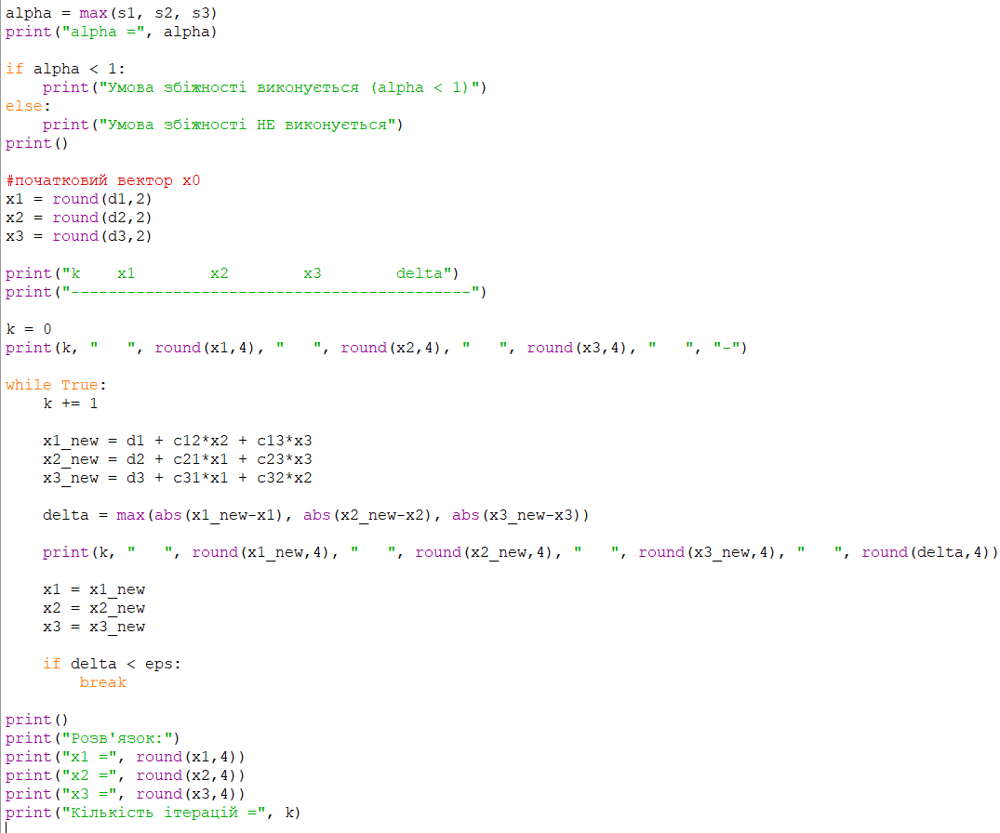 alpha = max(s1, s2, s3)
print("alpha =", alpha)

if alpha < 1:
    print("Умова збіжності виконується (alpha < 1)")
else:
    print("Умова збіжності НЕ виконується")
print()

#початковий вектор x0
x1 = round(d1,2)
x2 = round(d2,2)
x3 = round(d3,2)

print("k    x1        x2        x3        delta")
print("-------------------------------------------")

k = 0
print(k, "   ", round(x1,4), "   ", round(x2,4), "   ", round(x3,4), "   ", "-")

while True:
    k += 1

    x1_new = d1 + c12*x2 + c13*x3
    x2_new = d2 + c21*x1 + c23*x3
    x3_new = d3 + c31*x1 + c32*x2

    delta = max(abs(x1_new-x1), abs(x2_new-x2), abs(x3_new-x3))

    print(k, "   ", round(x1_new,4), "   ", round(x2_new,4), "   ", round(x3_new,4), "   ", round(delta,4))

    x1 = x1_new
    x2 = x2_new
    x3 = x3_new

    if delta < eps:
        break

print()
print("Розв'язок:")
print("x1 =", round(x1,4))
print("x2 =", round(x2,4))
print("x3 =", round(x3,4))
print("Кількість ітерацій =", k)